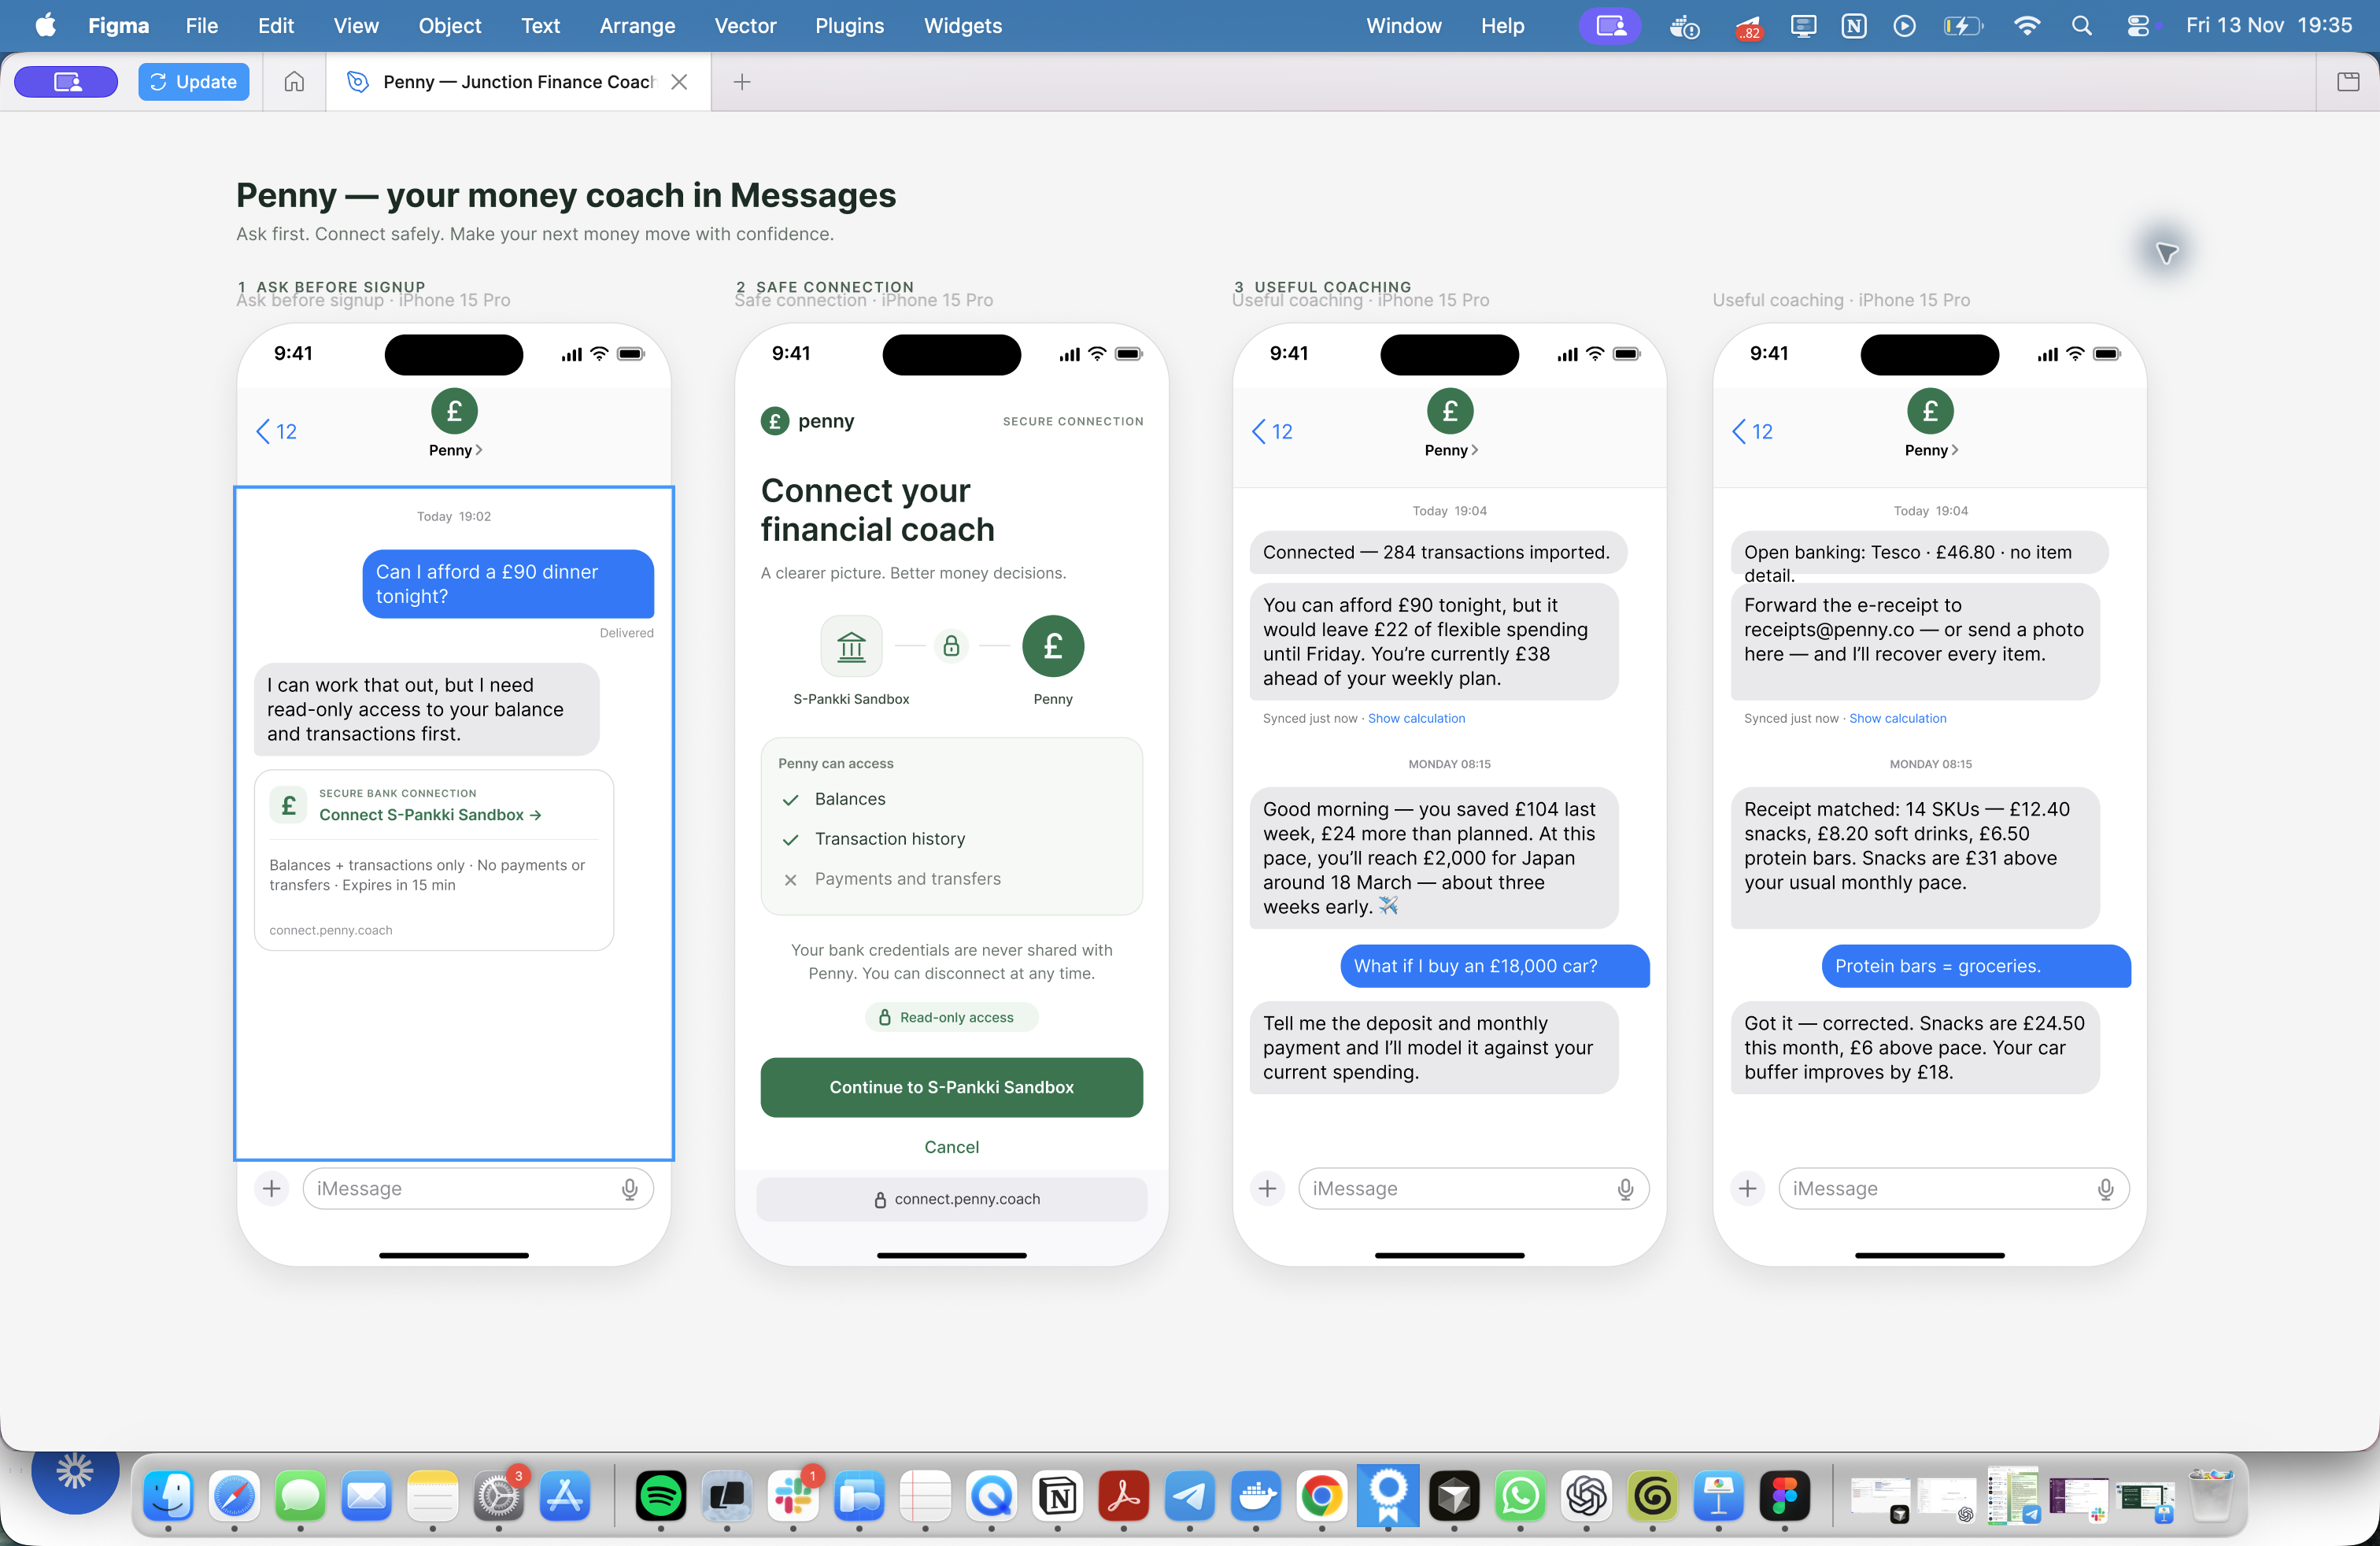 Figma File Edit View Object Text Arrange Vector Plugins Widgets Window Help ..82 Fri 13 Nov 19:35
Update
Penny — Junction Finance Coach
Penny — your money coach in Messages
Ask first. Connect safely. Make your next money move with confidence.
1 ASK BEFORE SIGNUP
Ask before signup · iPhone 15 Pro
9:41
12
£
Penny
Today 19:02
Can I afford a £90 dinner
tonight?
Delivered
I can work that out, but I need
read-only access to your balance
and transactions first.
£
SECURE BANK CONNECTION
Connect S-Pankki Sandbox →
Balances + transactions only · No payments or
transfers · Expires in 15 min
connect.penny.coach
iMessage
2 SAFE CONNECTION
Safe connection · iPhone 15 Pro
9:41
£ penny
SECURE CONNECTION
Connect your
financial coach
A clearer picture. Better money decisions.
£
S-Pankki Sandbox
Penny
Penny can access
Balances
Transaction history
Payments and transfers
Your bank credentials are never shared with
Penny. You can disconnect at any time.
Read-only access
Continue to S-Pankki Sandbox
Cancel
connect.penny.coach
3 USEFUL COACHING
Useful coaching · iPhone 15 Pro
9:41
12
£
Penny
Today 19:04
Connected — 284 transactions imported.
You can afford £90 tonight, but it
would leave £22 of flexible spending
until Friday. You’re currently £38
ahead of your weekly plan.
Synced just now · Show calculation
MONDAY 08:15
Good morning — you saved £104 last
week, £24 more than planned. At this
pace, you’ll reach £2,000 for Japan
around 18 March — about three
weeks early. ✈️
What if I buy an £18,000 car?
Tell me the deposit and monthly
payment and I’ll model it against your
current spending.
iMessage
Useful coaching · iPhone 15 Pro
9:41
12
£
Penny
Today 19:04
Open banking: Tesco · £46.80 · no item
detail.
Forward the e-receipt to
receipts@penny.co — or send a photo
here — and I’ll recover every item.
Synced just now · Show calculation
MONDAY 08:15
Receipt matched: 14 SKUs — £12.40
snacks, £8.20 soft drinks, £6.50
protein bars. Snacks are £31 above
your usual monthly pace.
Protein bars = groceries.
Got it — corrected. Snacks are £24.50
this month, £6 above pace. Your car
buffer improves by £18.
iMessage
3
1